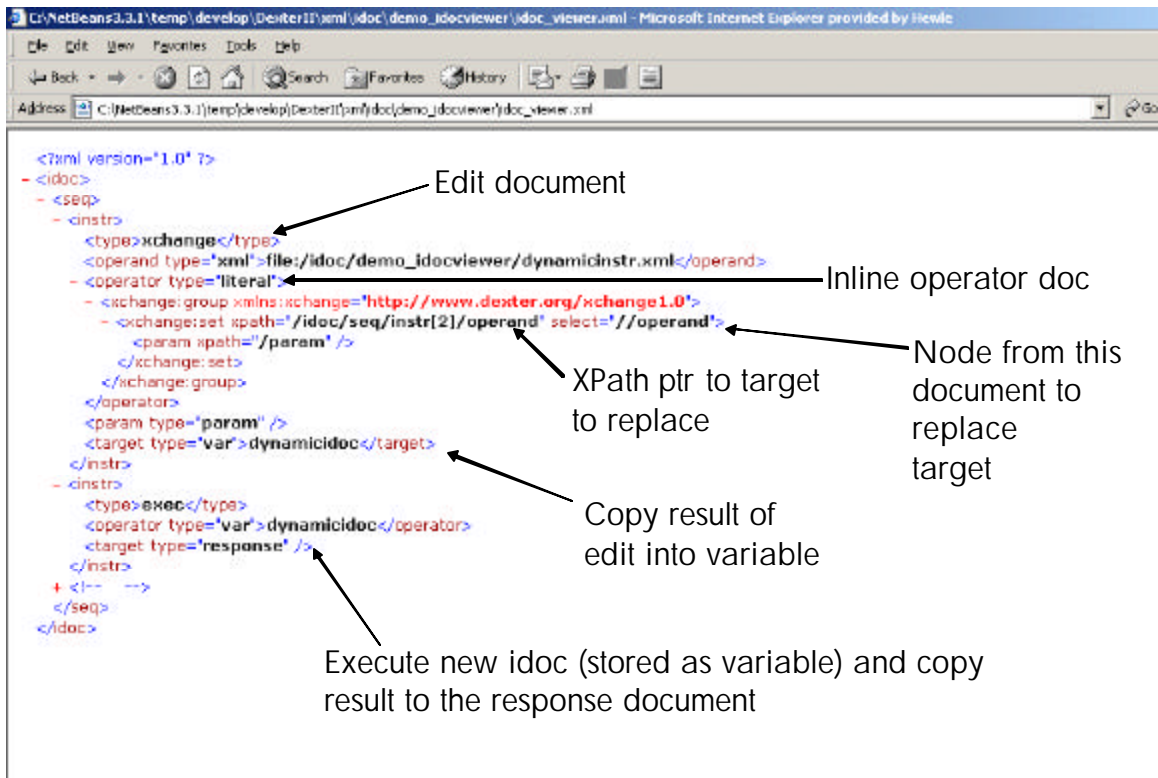 C:\NetBeans3.3.1\temp\develop\DexterII\xml\idoc\demo_idocviewer\idoc_viewer.xml - Microsoft Internet Explorer provided by Hewle
File Edit View Favorites Tools Help
Back Search Favorites History
Address C:\NetBeans3.3.1\temp\develop\DexterII\xml\idoc\demo_idocviewer\idoc_viewer.xml Go
<?xml version="1.0" ?>
- <idoc>
Edit document
- <seq>
- <instr>
<type>xchange</type>
<operand type="xml">file:/idoc/demo_idocviewer/dynamicinstr.xml</operand>
- <operator type="literal">
Inline operator doc
- <xchange:group xmlns:xchange="http://www.dexter.org/xchange1.0">
- <xchange:set xpath="/idoc/seq/instr[2]/operand" select="//operand">
<param xpath="/param" />
</xchange:set>
</xchange:group>
</operator>
Node from this
document to
replace
target
XPath ptr to target
to replace
<param type="param" />
<target type="var">dynamicidoc</target>
</instr>
- <instr>
<type>exec</type>
<operator type="var">dynamicidoc</operator>
<target type="response" />
</instr>
Copy result of
edit into variable
+ <!-- -->
</seq>
</idoc>
Execute new idoc (stored as variable) and copy
result to the response document